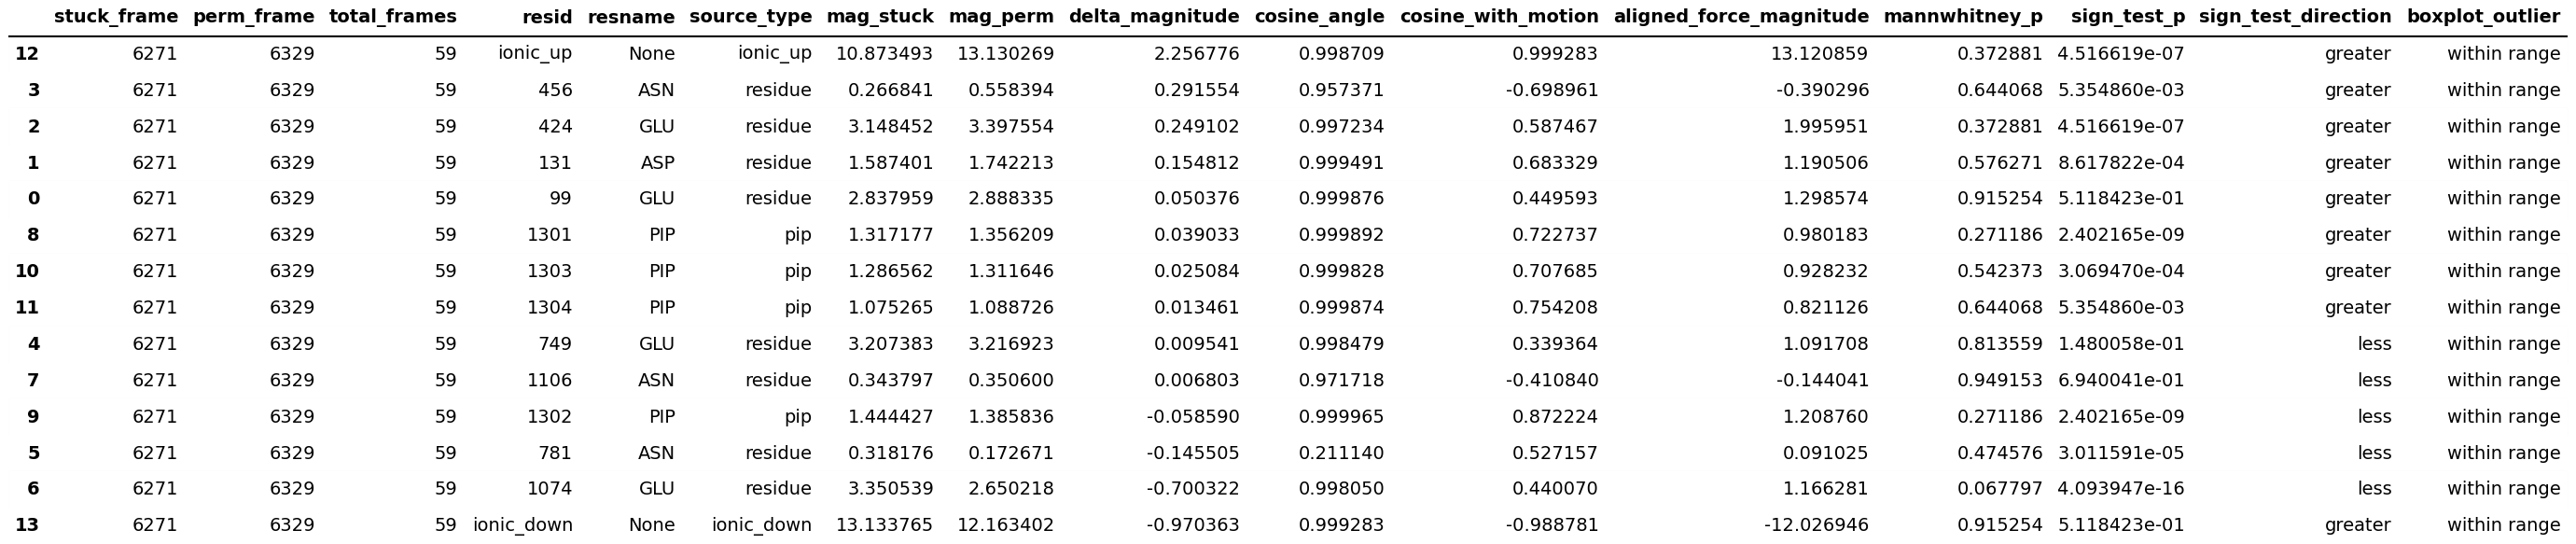 stuck_frame perm_frame total_frames resid resname source_type mag_stuck mag_perm delta_magnitude cosine_angle cosine_with_motion aligned_force_magnitude mannwhitney_p sign_test_p sign_test_direction boxplot_outlier
12 6271 6329 59 ionic_up None ionic_up 10.873493 13.130269 2.256776 0.998709 0.999283 13.120859 0.372881 4.516619e-07 greater within range
3 6271 6329 59 456 ASN residue 0.266841 0.558394 0.291554 0.957371 -0.698961 -0.390296 0.644068 5.354860e-03 greater within range
2 6271 6329 59 424 GLU residue 3.148452 3.397554 0.249102 0.997234 0.587467 1.995951 0.372881 4.516619e-07 greater within range
1 6271 6329 59 131 ASP residue 1.587401 1.742213 0.154812 0.999491 0.683329 1.190506 0.576271 8.617822e-04 greater within range
0 6271 6329 59 99 GLU residue 2.837959 2.888335 0.050376 0.999876 0.449593 1.298574 0.915254 5.118423e-01 greater within range
8 6271 6329 59 1301 PIP pip 1.317177 1.356209 0.039033 0.999892 0.722737 0.980183 0.271186 2.402165e-09 greater within range
10 6271 6329 59 1303 PIP pip 1.286562 1.311646 0.025084 0.999828 0.707685 0.928232 0.542373 3.069470e-04 greater within range
11 6271 6329 59 1304 PIP pip 1.075265 1.088726 0.013461 0.999874 0.754208 0.821126 0.644068 5.354860e-03 greater within range
4 6271 6329 59 749 GLU residue 3.207383 3.216923 0.009541 0.998479 0.339364 1.091708 0.813559 1.480058e-01 less within range
7 6271 6329 59 1106 ASN residue 0.343797 0.350600 0.006803 0.971718 -0.410840 -0.144041 0.949153 6.940041e-01 less within range
9 6271 6329 59 1302 PIP pip 1.444427 1.385836 -0.058590 0.999965 0.872224 1.208760 0.271186 2.402165e-09 less within range
5 6271 6329 59 781 ASN residue 0.318176 0.172671 -0.145505 0.211140 0.527157 0.091025 0.474576 3.011591e-05 less within range
6 6271 6329 59 1074 GLU residue 3.350539 2.650218 -0.700322 0.998050 0.440070 1.166281 0.067797 4.093947e-16 less within range
13 6271 6329 59 ionic_down None ionic_down 13.133765 12.163402 -0.970363 0.999283 -0.988781 -12.026946 0.915254 5.118423e-01 greater within range